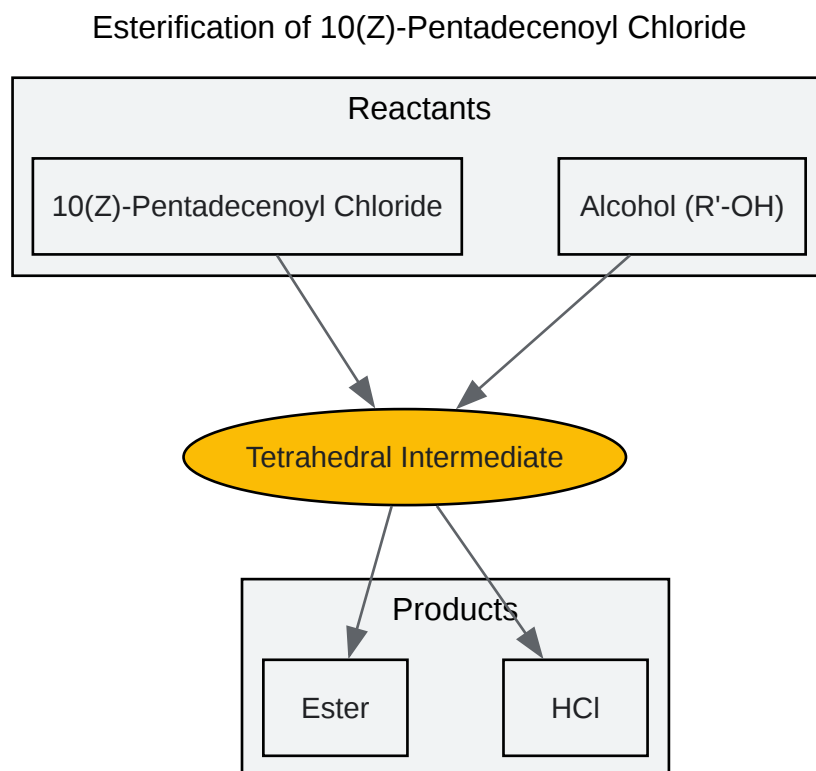 Esterification of 10(Z)-Pentadecenoyl Chloride
Reactants
10(Z)-Pentadecenoyl Chloride
Alcohol (R'-OH)
Tetrahedral Intermediate
Products
Ester
HCl